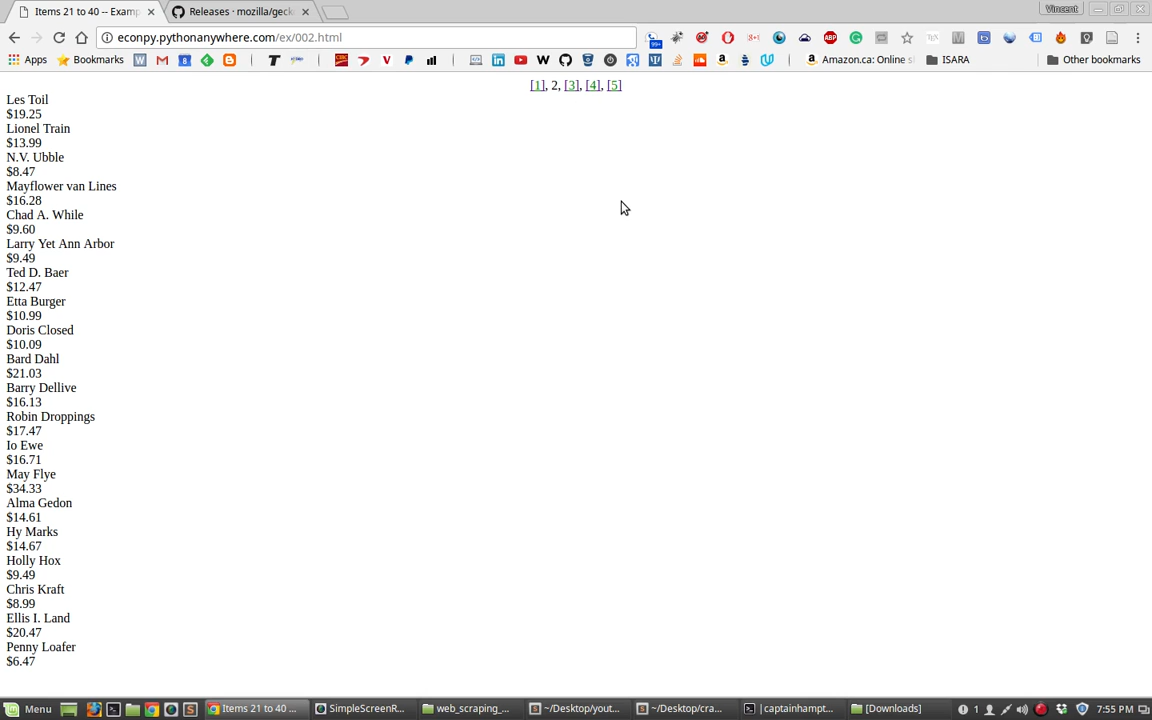 Items 21 to 40 -- Examp
Releases · mozilla/geck
Vincent
econpy.pythonanywhere.com/ex/002.html
Apps
Bookmarks
Amazon.ca: Online s
ISARA
Other bookmarks
[1], 2, [3], [4], [5]
Les Toil
$19.25
Lionel Train
$13.99
N.V. Ubble
$8.47
Mayflower van Lines
$16.28
Chad A. While
$9.60
Larry Yet Ann Arbor
$9.49
Ted D. Baer
$12.47
Etta Burger
$10.99
Doris Closed
$10.09
Bard Dahl
$21.03
Barry Dellive
$16.13
Robin Droppings
$17.47
Io Ewe
$16.71
May Flye
$34.33
Alma Gedon
$14.61
Hy Marks
$14.67
Holly Hox
$9.49
Chris Kraft
$8.99
Ellis I. Land
$20.47
Penny Loafer
$6.47
Menu
Items 21 to 40 ...
SimpleScreenR...
web_scraping_...
~/Desktop/yout...
~/Desktop/cra...
|captainhampt...
[Downloads]
1
7:55 PM